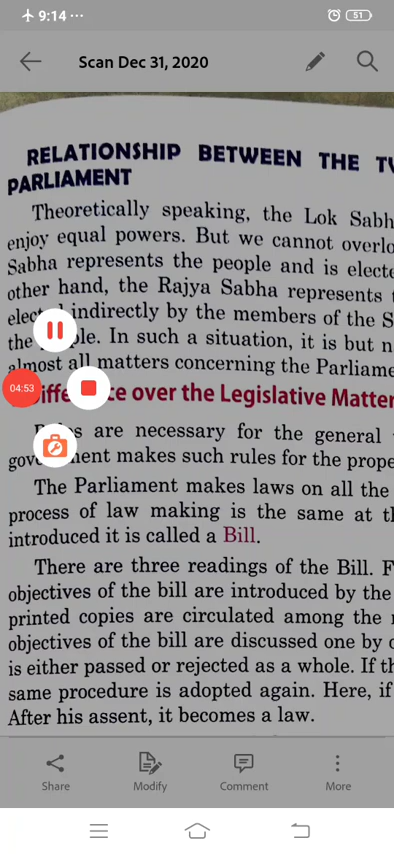 9:14 ...
51
Scan Dec 31, 2020
RELATIONSHIP BETWEEN THE
PARLIAMENT
Theoretically speaking, the Lok Sabh
enjoy equal powers. But we cannot overlo
Sabha represents the people and is electe
other hand, the Rajya Sabha represents
indirectly by the members of the S
the In such a situation, it is but n
almost all matters concerning the Parliame
04:53
over the Legislative Matter
are necessary for the general
makes such rules for the prope
The Parliament makes laws on all the
process of law making is the same at th
introduced it is called a Bill.
There are three readings of the Bill. F
objectives of the bill are introduced by the
printed copies are circulated among the
objectives of the bill are discussed one by
is either passed or rejected as a whole. If th
same procedure is adopted again. Here, if
After his assent, it becomes a law.
Share
Modify
Comment
More